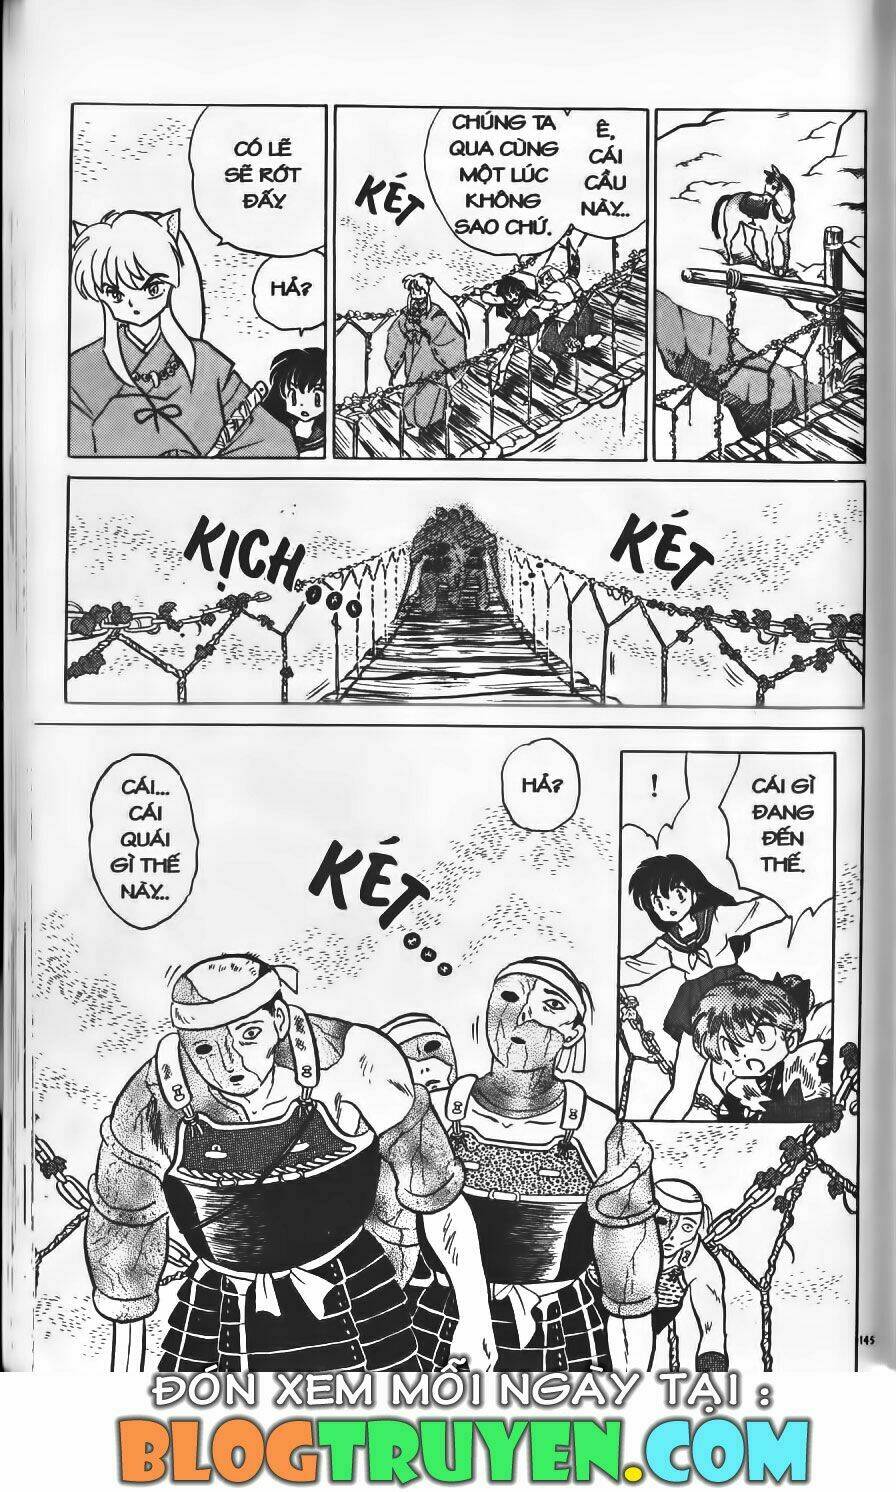 Ê,
CÁI
CẦU
NÀY...
CHÚNG TA
QUA CÙNG
MỘT LÚC
KHÔNG
SAO CHỨ.
KÉT
CÓ LẼ
SẼ RỚT
ĐẤY
HẢ?
KÉT
KỊCH...
CÁI GÌ
ĐANG
ĐẾN
THẾ.
!
HẢ?
KÉT...
CÁI...
CÁI
QUÁI
GÌ THẾ
NÀY...
145
ĐÓN XEM MỖI NGÀY TẠI :
BLOGTRUYEN.COM